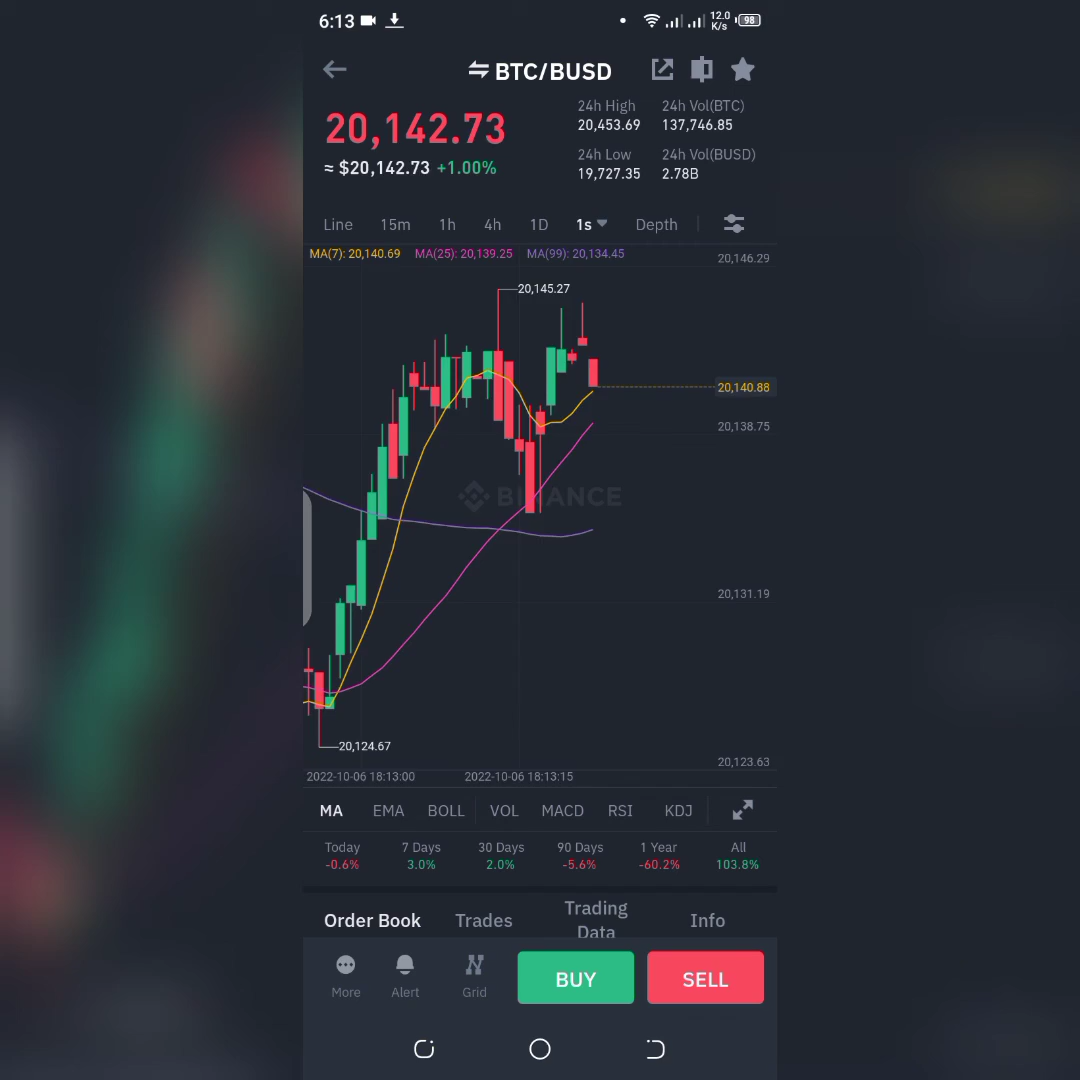 6:13
12.0
K/s
98
BTC/BUSD
20,142.73
≈ $20,142.73 +1.00%
24h High
20,453.69
24h Vol(BTC)
137,746.85
24h Low
19,727.35
24h Vol(BUSD)
2.78B
Line 15m 1h 4h 1D 1s Depth
MA(7): 20,140.69 MA(25): 20,139.25 MA(99): 20,134.45
20,146.29
20,145.27
20,140.88
20,138.75
BINANCE
20,131.19
20,124.67
20,123.63
2022-10-06 18:13:00 2022-10-06 18:13:15
MA EMA BOLL VOL MACD RSI KDJ
Today 7 Days 30 Days 90 Days 1 Year All
-0.6% 3.0% 2.0% -5.6% -60.2% 103.8%
Order Book Trades Trading Data Info
More Alert Grid BUY SELL